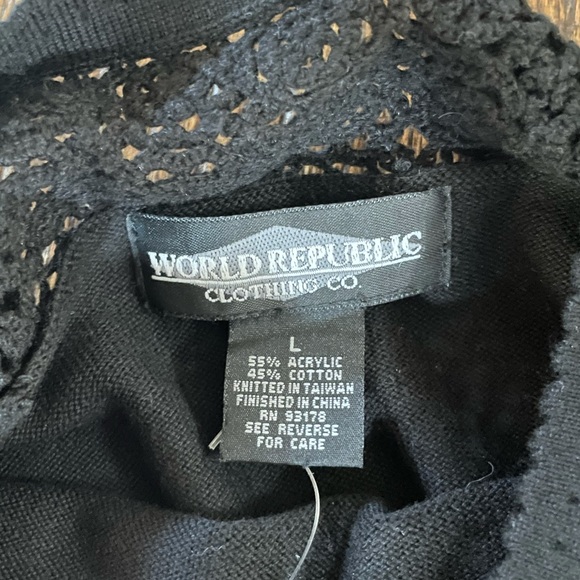 WORLD REPUBLIC
CLOTHING CO.
L
55% ACRYLIC
45% COTTON
KNITTED IN TAIWAN
FINISHED IN CHINA
RN 93178
SEE REVERSE
FOR CARE